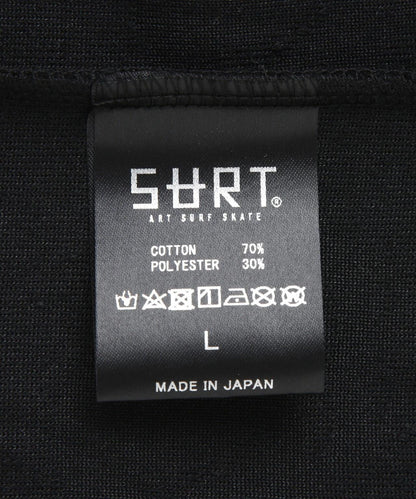 SURT®
ART SURF SKATE
COTTON 70%
POLYESTER 30%
L
MADE IN JAPAN